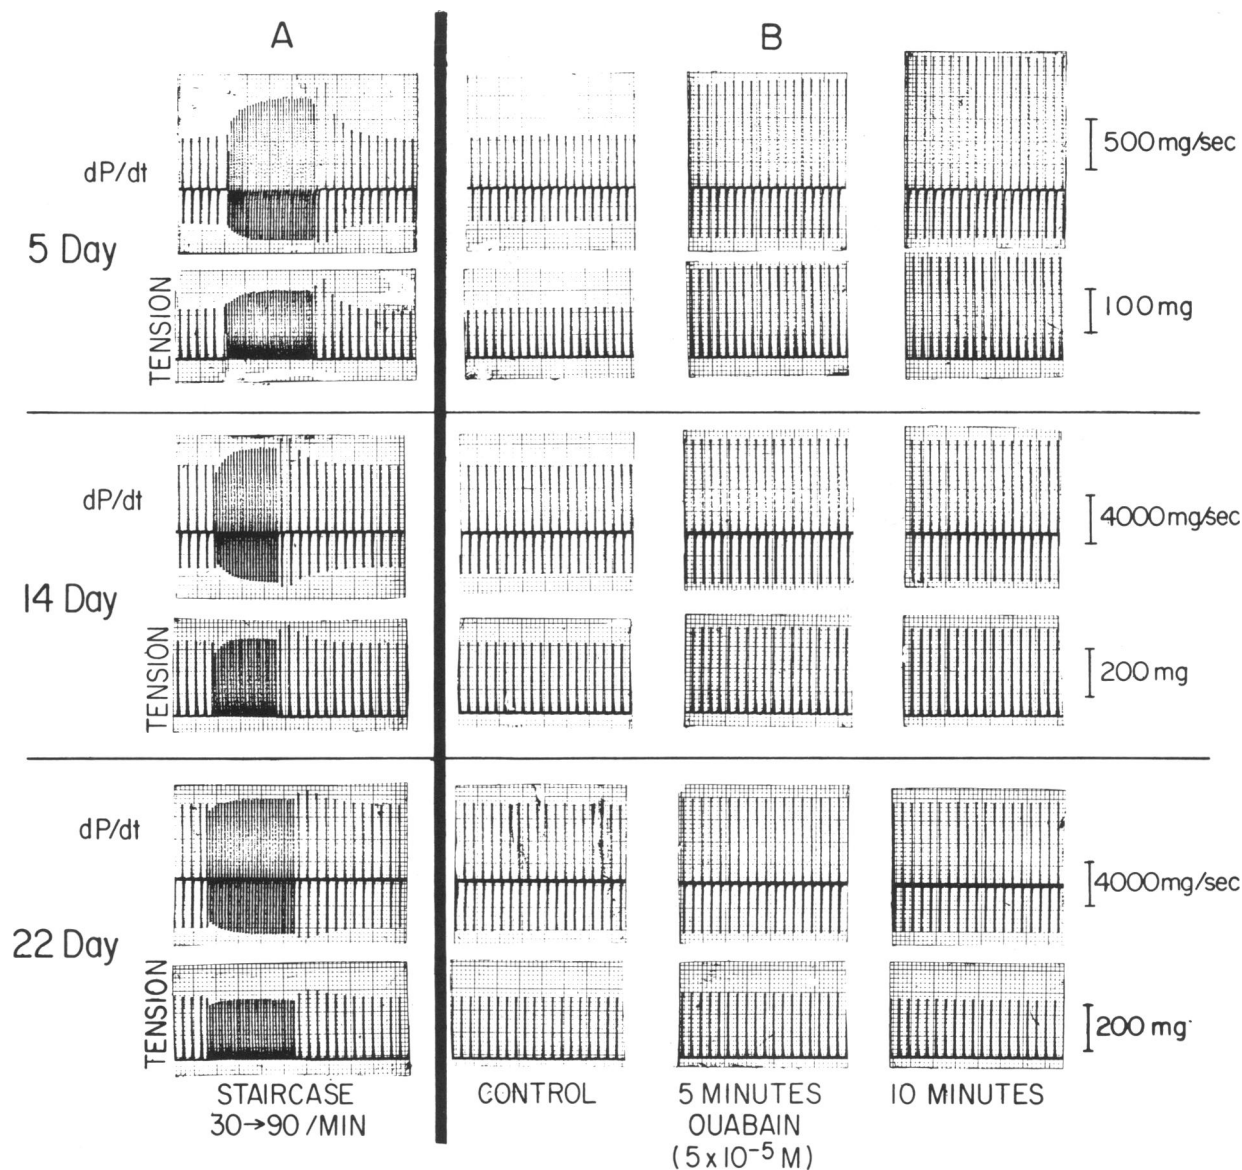 A
B
dP/dt
500 mg/sec
5 Day
TENSION
100 mg
dP/dt
4000 mg/sec
14 Day
TENSION
200 mg
dP/dt
4000 mg/sec
22 Day
TENSION
200 mg.
STAIRCASE
30→90/MIN
CONTROL
5 MINUTES
OUABAIN
(5 x 10⁻⁵ M)
10 MINUTES